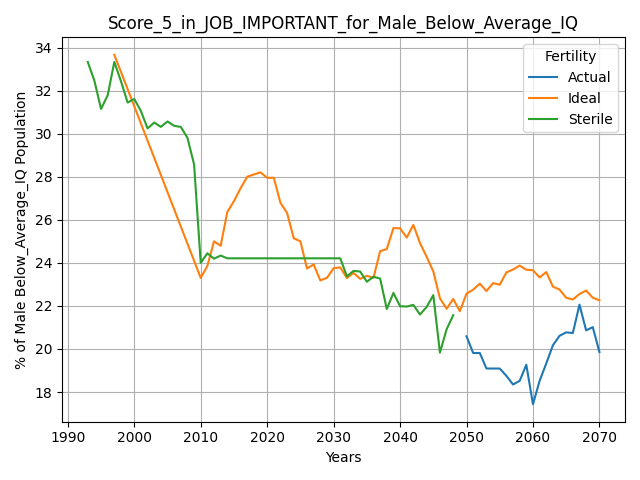 Score_5_in_JOB_IMPORTANT_for_Male_Below_Average_IQ
% of Male Below_Average_IQ Population
34
32
30
28
26
24
22
20
18
Fertility
Actual
Ideal
Sterile
1990 2000 2010 2020 2030 2040 2050 2060 2070
Years